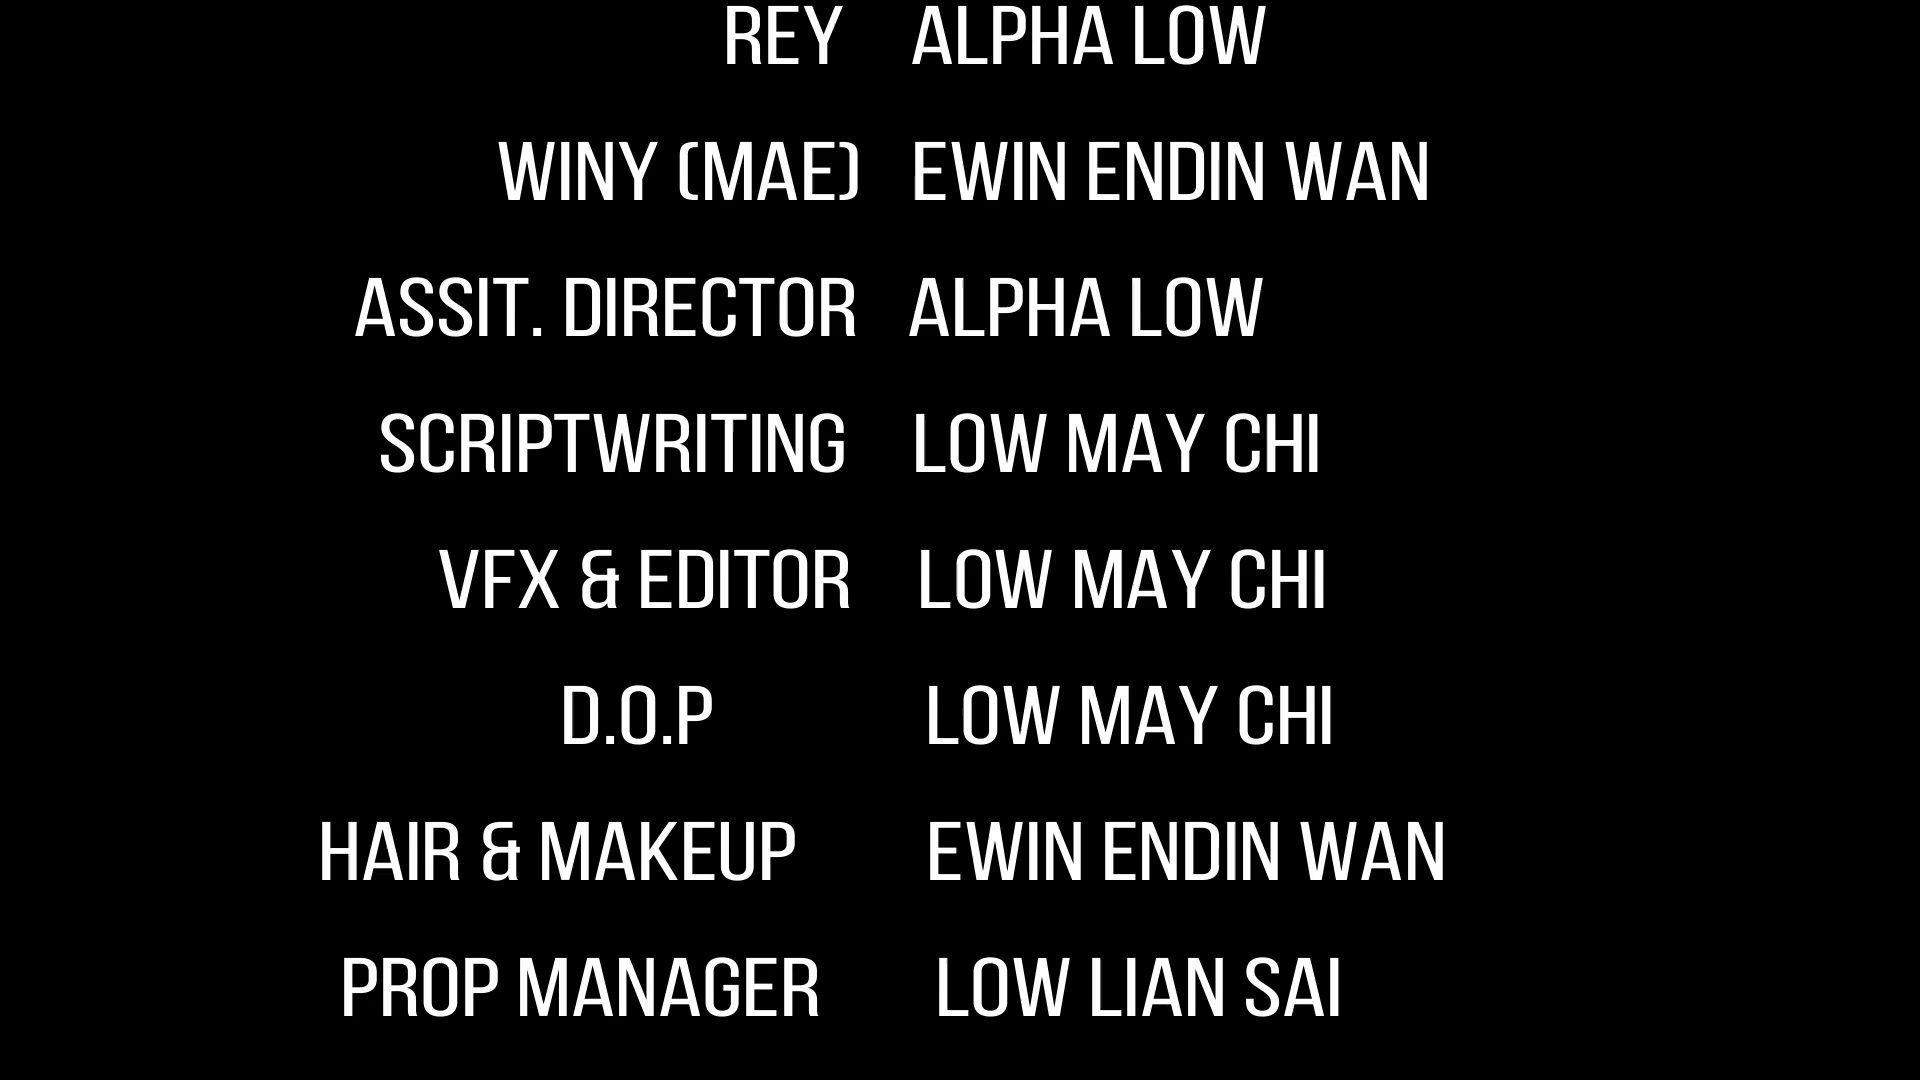 REY ALPHA LOW
WINY (MAE) EWIN ENDIN WAN
ASSIT. DIRECTOR ALPHA LOW
SCRIPTWRITING LOW MAY CHI
VFX & EDITOR LOW MAY CHI
D.O.P LOW MAY CHI
HAIR & MAKEUP EWIN ENDIN WAN
PROP MANAGER LOW LIAN SAI